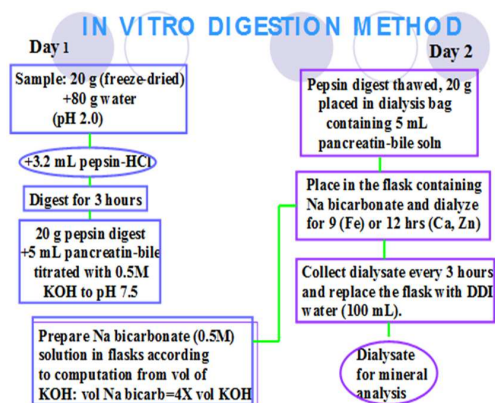 IN VITRO DIGESTION METHOD
Day 1
Sample: 20 g (freeze-dried)
+80 g water
(pH 2.0)
+3.2 mL pepsin-HCl
Digest for 3 hours
20 g pepsin digest
+5 mL pancreatin-bile
titrated with 0.5M
KOH to pH 7.5
Prepare Na bicarbonate (0.5M)
solution in flasks according
to computation from vol of
KOH: vol Na bicarb=4X vol KOH
Day 2
Pepsin digest thawed, 20 g
placed in dialysis bag
containing 5 mL
pancreatin-bile soln
Place in the flask containing
Na bicarbonate and dialyze
for 9 (Fe) or 12 hrs (Ca, Zn)
Collect dialysate every 3 hours
and replace the flask with DDI
water (100 mL).
Dialysate
for mineral
analysis